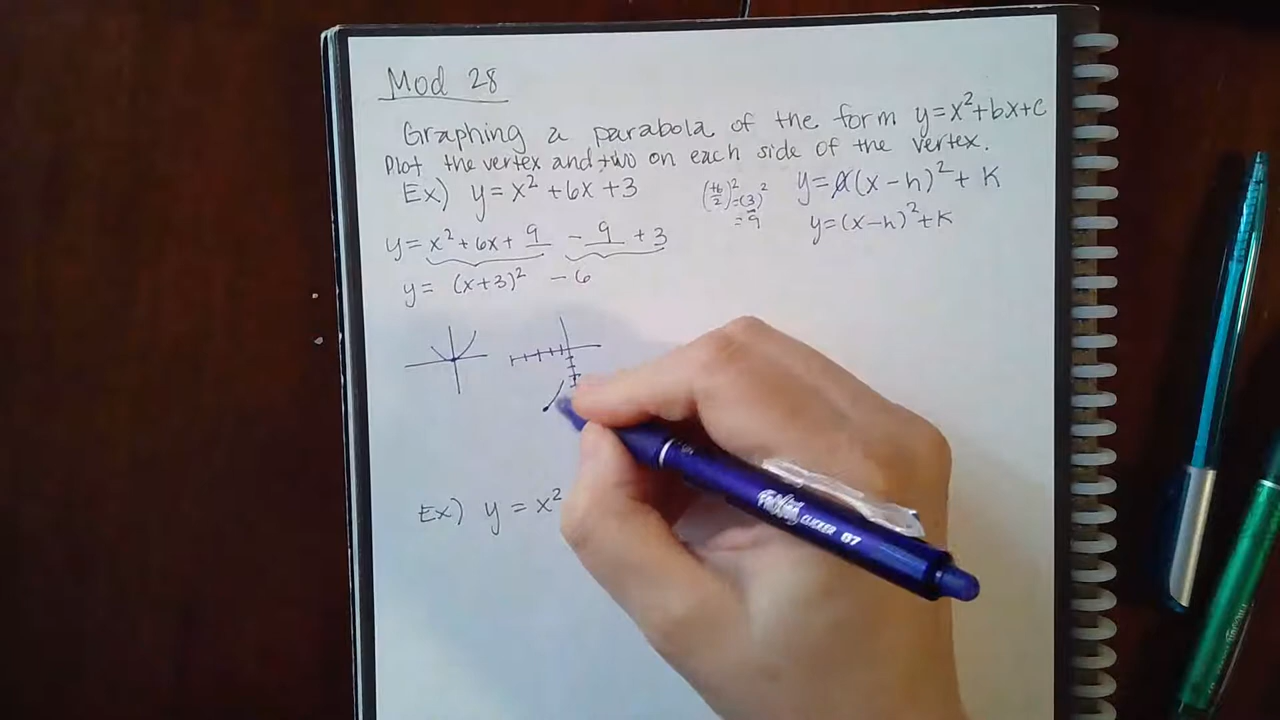 Mod 28
Graphing a parabola of the form y=x²+bx+c
Plot the vertex and two on each side of the vertex.
Ex) y=x²+6x+3
(+6/2)²=(3)²
=9
y=a(x-h)²+k
y=(x-h)²+k
y=x²+6x+9 -9+3
y= (x+3)² -6
Ex) y=x²
FriXion CLICKER 07